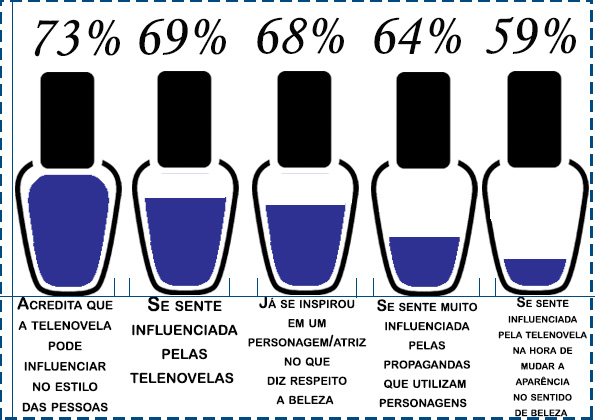 73% 69% 68% 64% 59%
ACREDITA QUE
A TELENOVELA
PODE
INFLUENCIAR
NO ESTILO
DAS PESSOAS
SE SENTE
INFLUENCIADA
PELAS
TELENOVELAS
JÁ SE INSPIROU
EM UM
PERSONAGEM/ATRIZ
NO QUE
DIZ RESPEITO
A BELEZA
SE SENTE MUITO
INFLUENCIADA
PELAS
PROPAGANDAS
QUE UTILIZAM
PERSONAGENS
SE SENTE
INFLUENCIADA
PELA TELENOVELA
NA HORA DE
MUDAR A
APARÊNCIA
NO SENTIDO
DE BELEZA